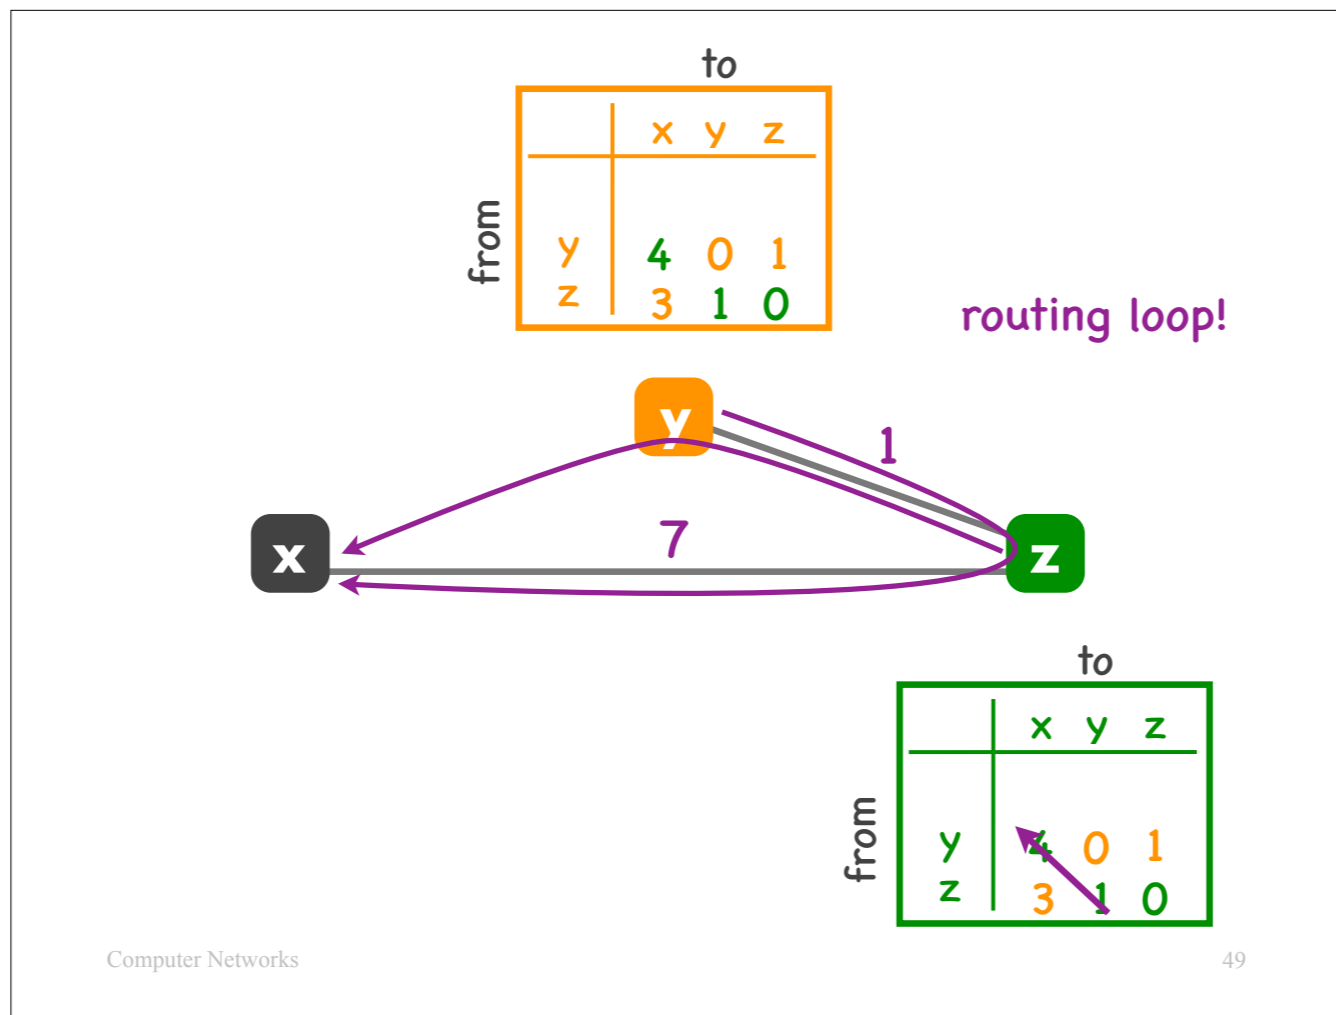 to
x y z
from
y 4 0 1
z 3 1 0
routing loop!
y
1
7
x
z
to
x y z
from
y 4 0 1
z 3 1 0
Computer Networks
49